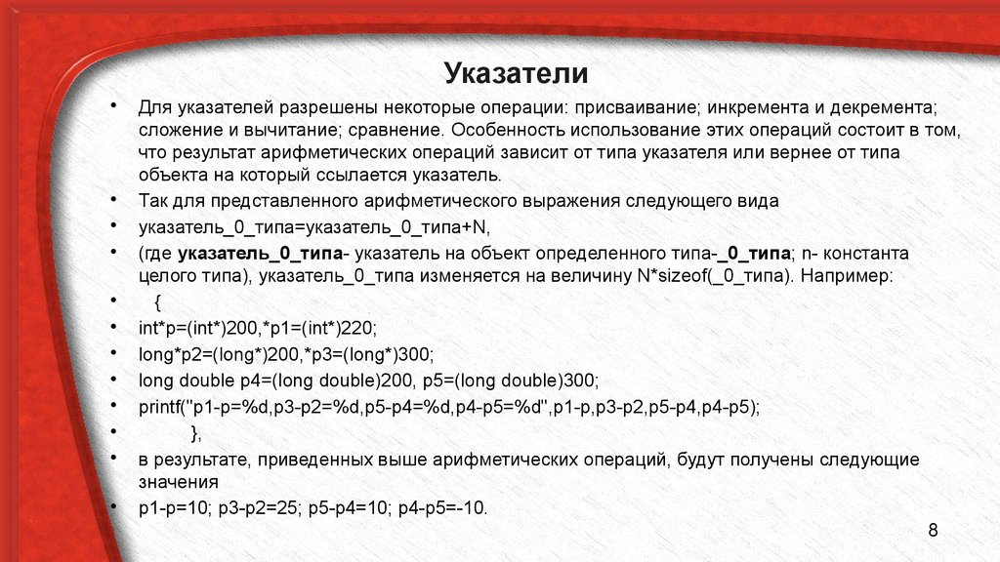 Указатели
• Для указателей разрешены некоторые операции: присваивание; инкремента и декремента;
сложение и вычитание; сравнение. Особенность использование этих операций состоит в том,
что результат арифметических операций зависит от типа указателя или вернее от типа
объекта на который ссылается указатель.
• Так для представленного арифметического выражения следующего вида
• указатель_0_типа=указатель_0_типа+N,
• (где указатель_0_типа- указатель на объект определенного типа-_0_типа; n- константа
целого типа), указатель_0_типа изменяется на величину N*sizeof(_0_типа). Например:
• {
• int*p=(int*)200,*p1=(int*)220;
• long*p2=(long*)200,*p3=(long*)300;
• long double p4=(long double)200, p5=(long double)300;
• printf("p1-p=%d,p3-p2=%d,p5-p4=%d,p4-p5=%d",p1-p,p3-p2,p5-p4,p4-p5);
• },
• в результате, приведенных выше арифметических операций, будут получены следующие
значения
• p1-p=10; p3-p2=25; p5-p4=10; p4-p5=-10.
8